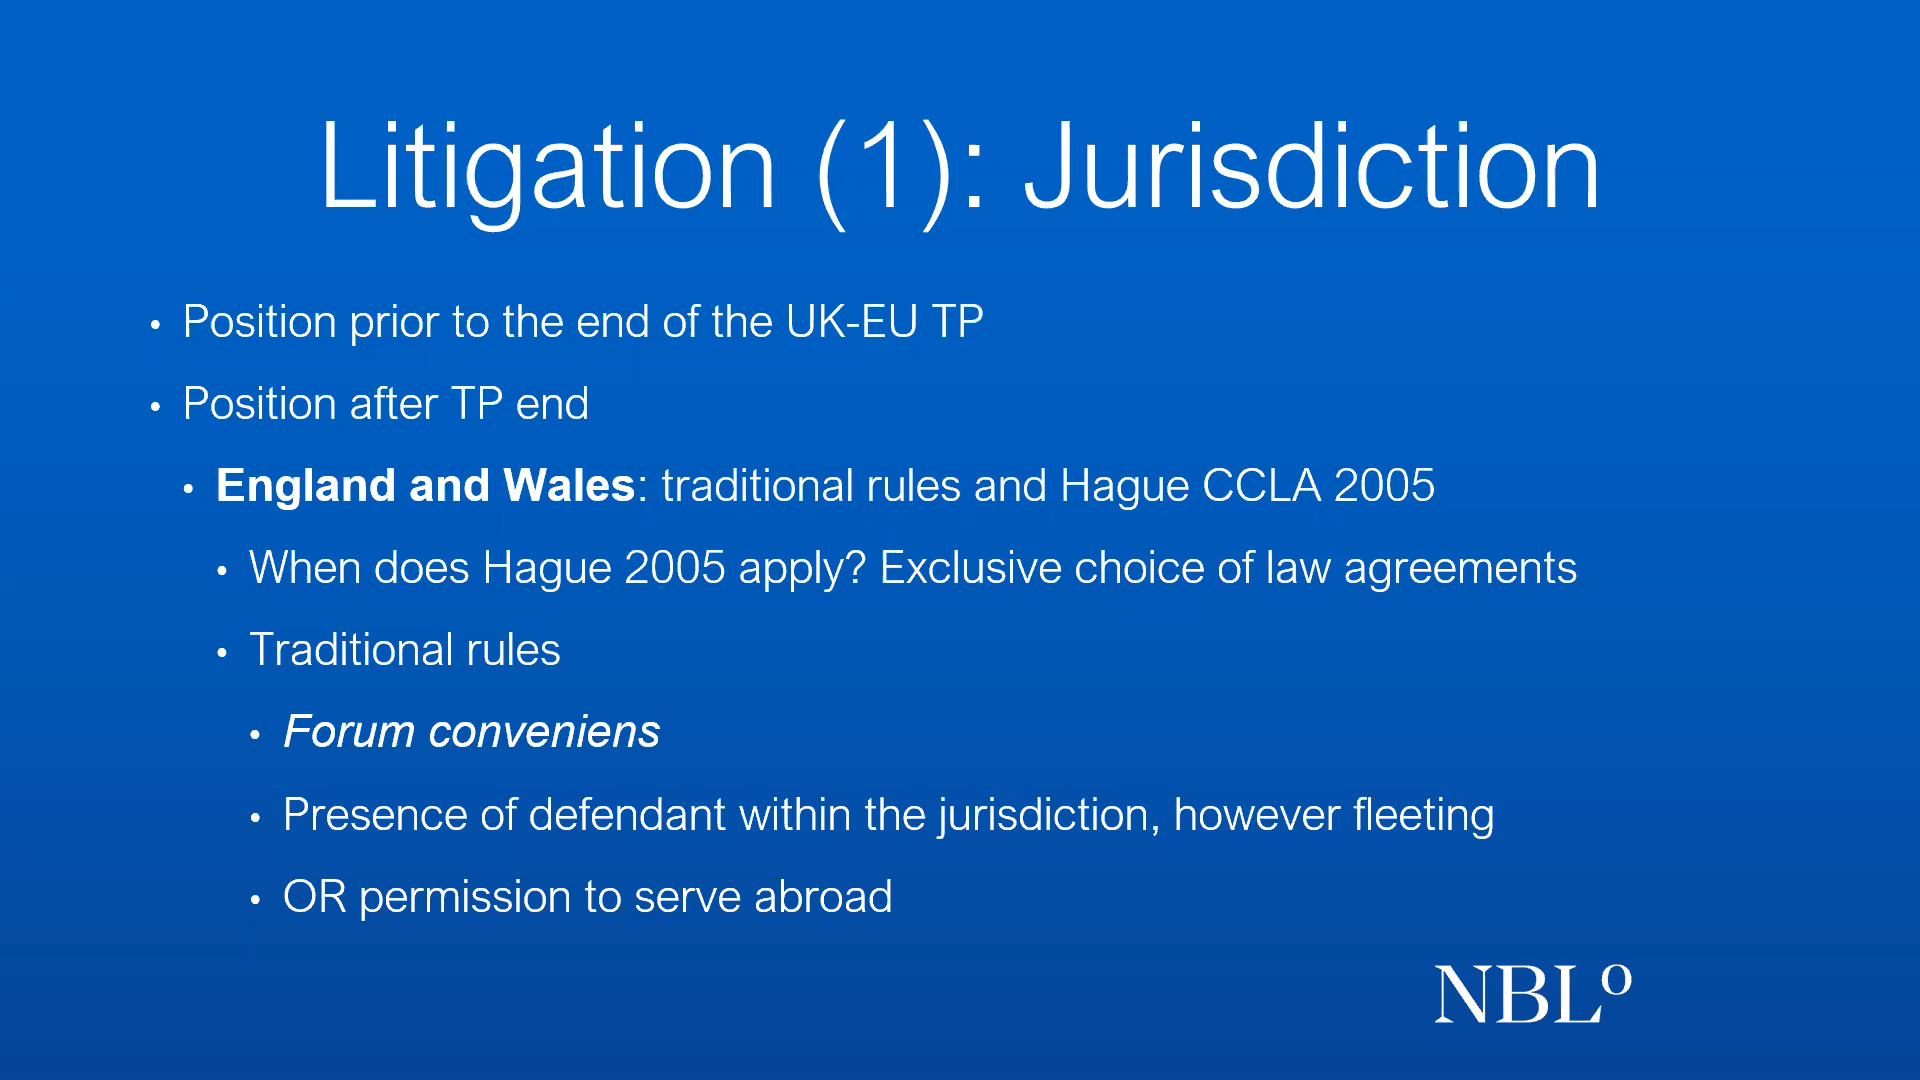 Litigation (1): Jurisdiction
• Position prior to the end of the UK-EU TP
• Position after TP end
• England and Wales: traditional rules and Hague CCLA 2005
• When does Hague 2005 apply? Exclusive choice of law agreements
• Traditional rules
• Forum conveniens
• Presence of defendant within the jurisdiction, however fleeting
• OR permission to serve abroad
NBLº